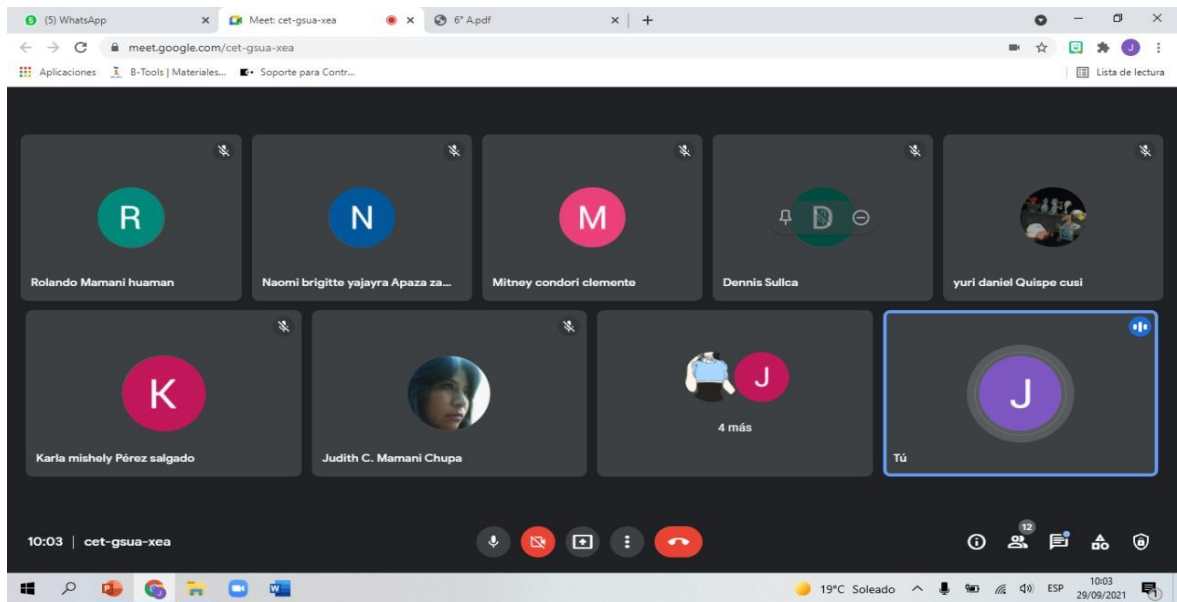 (5) WhatsApp
Meet: cet-gsua-xea
6° A.pdf
meet.google.com/cet-gsua-xea
J
Aplicaciones
B-Tools | Materiales...
Soporte para Contr...
Lista de lectura
R
N
M
D
Rolando Mamani huaman
Naomi brigitte yajayra Apaza za...
Mitney condori clemente
Dennis Sullca
yuri daniel Quispe cusi
K
J
J
4 más
Karla mishely Pérez salgado
Judith C. Mamani Chupa
Tú
10:03 | cet-gsua-xea
12
19°C Soleado
ESP
10:03
29/09/2021
1